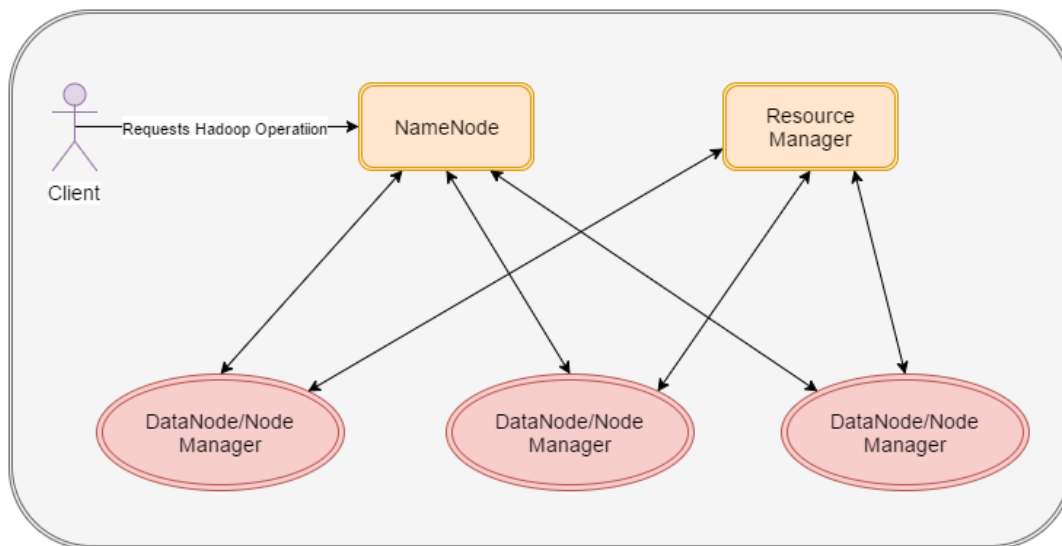 Requests Hadoop Operatiion
NameNode
Resource
Manager
Client
DataNode/Node
Manager
DataNode/Node
Manager
DataNode/Node
Manager